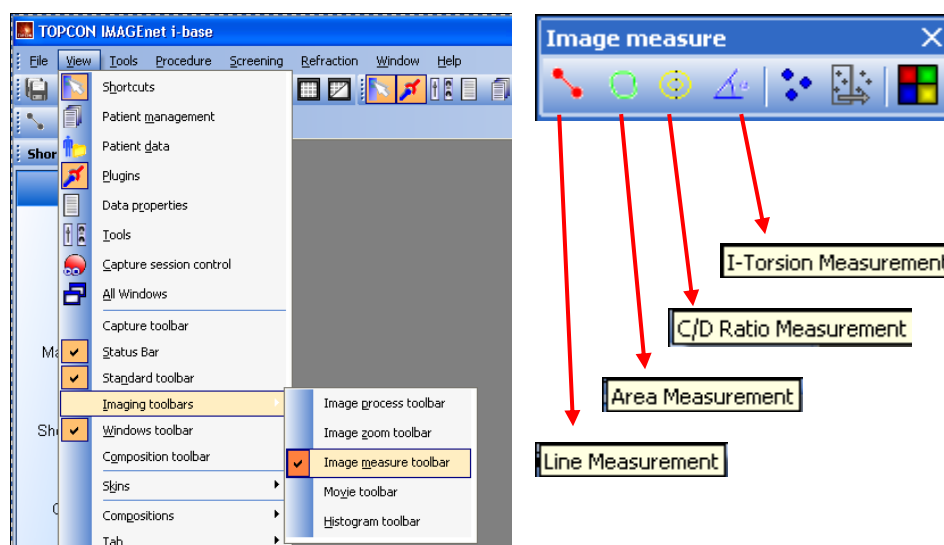 TOPCON IMAGEnet i-base
File View Tools Procedure Screening Refraction Window Help
Shortcuts
Patient management
Patient data
Shor
Plugins
Data properties
Tools
Capture session control
All Windows
Capture toolbar
Status Bar
Standard toolbar
Imaging toolbars
Windows toolbar
Composition toolbar
Skins
Compositions
Tab
Image process toolbar
Image zoom toolbar
Image measure toolbar
Movie toolbar
Histogram toolbar
Image measure
I-Torsion Measurement
C/D Ratio Measurement
Area Measurement
Line Measurement